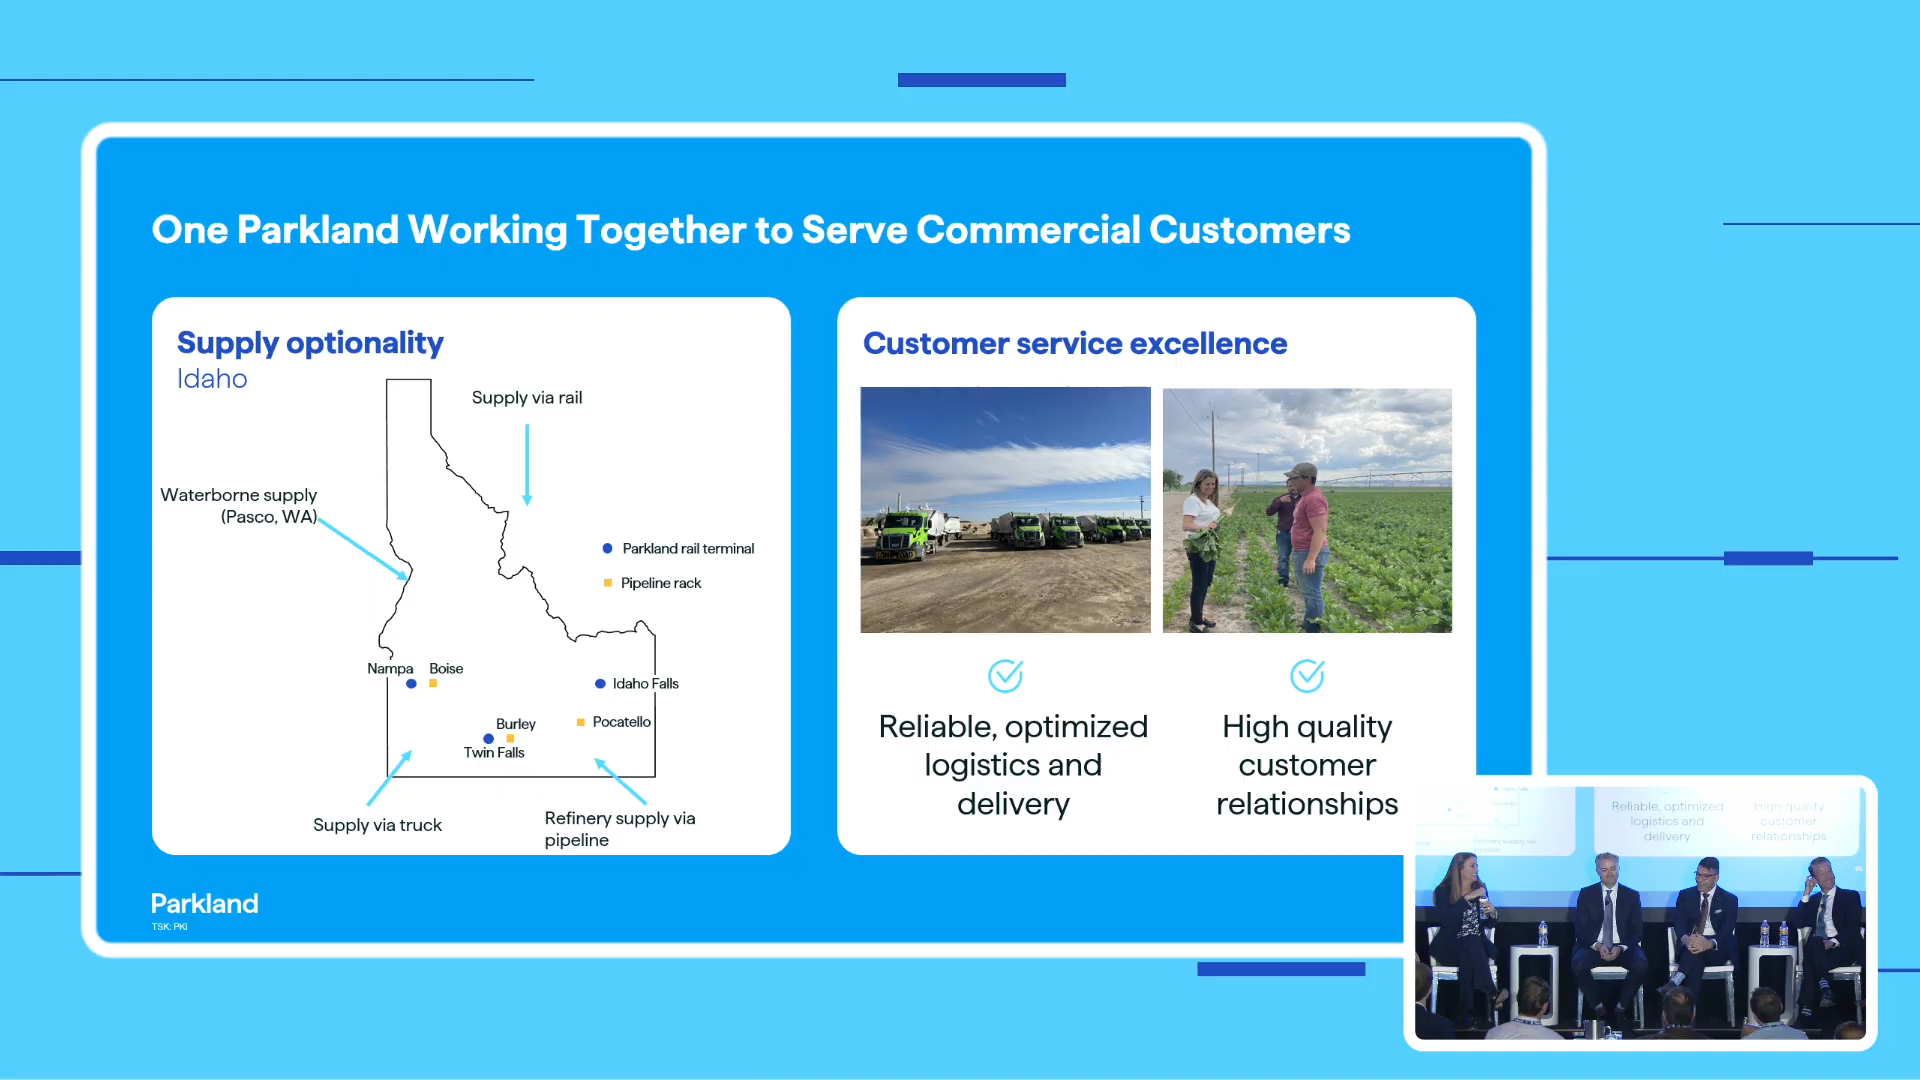 One Parkland Working Together to Serve Commercial Customers
Supply optionality
Idaho
Supply via rail
Waterborne supply
(Pasco, WA)
Parkland rail terminal
Pipeline rack
Nampa
Boise
Idaho Falls
Burley
Pocatello
Twin Falls
Supply via truck
Refinery supply via
pipeline
Customer service excellence
Reliable, optimized
logistics and
delivery
High quality
customer
relationships
Parkland
TSX: PKI
Reliable, optimized
logistics and
delivery
High quality
customer
relationships